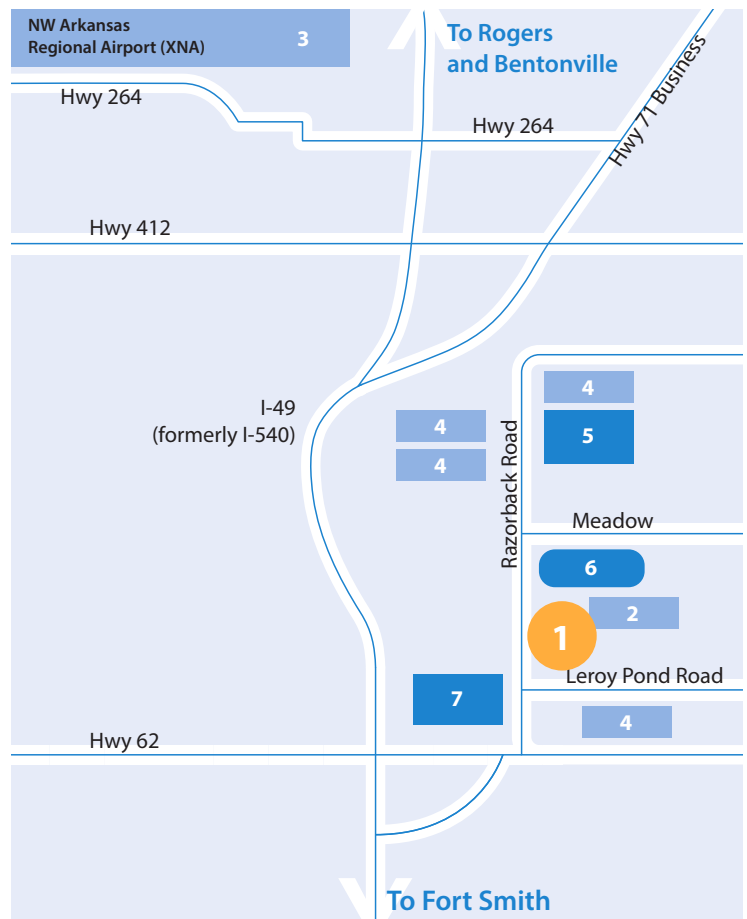 NW Arkansas
Regional Airport (XNA)
3
To Rogers
and Bentonville
Hwy 264
Hwy 264
Hwy 71 Business
Hwy 412
I-49
(formerly I-540)
4
4
4
5
Razorback Road
Meadow
6
2
1
Leroy Pond Road
7
4
Hwy 62
To Fort Smith